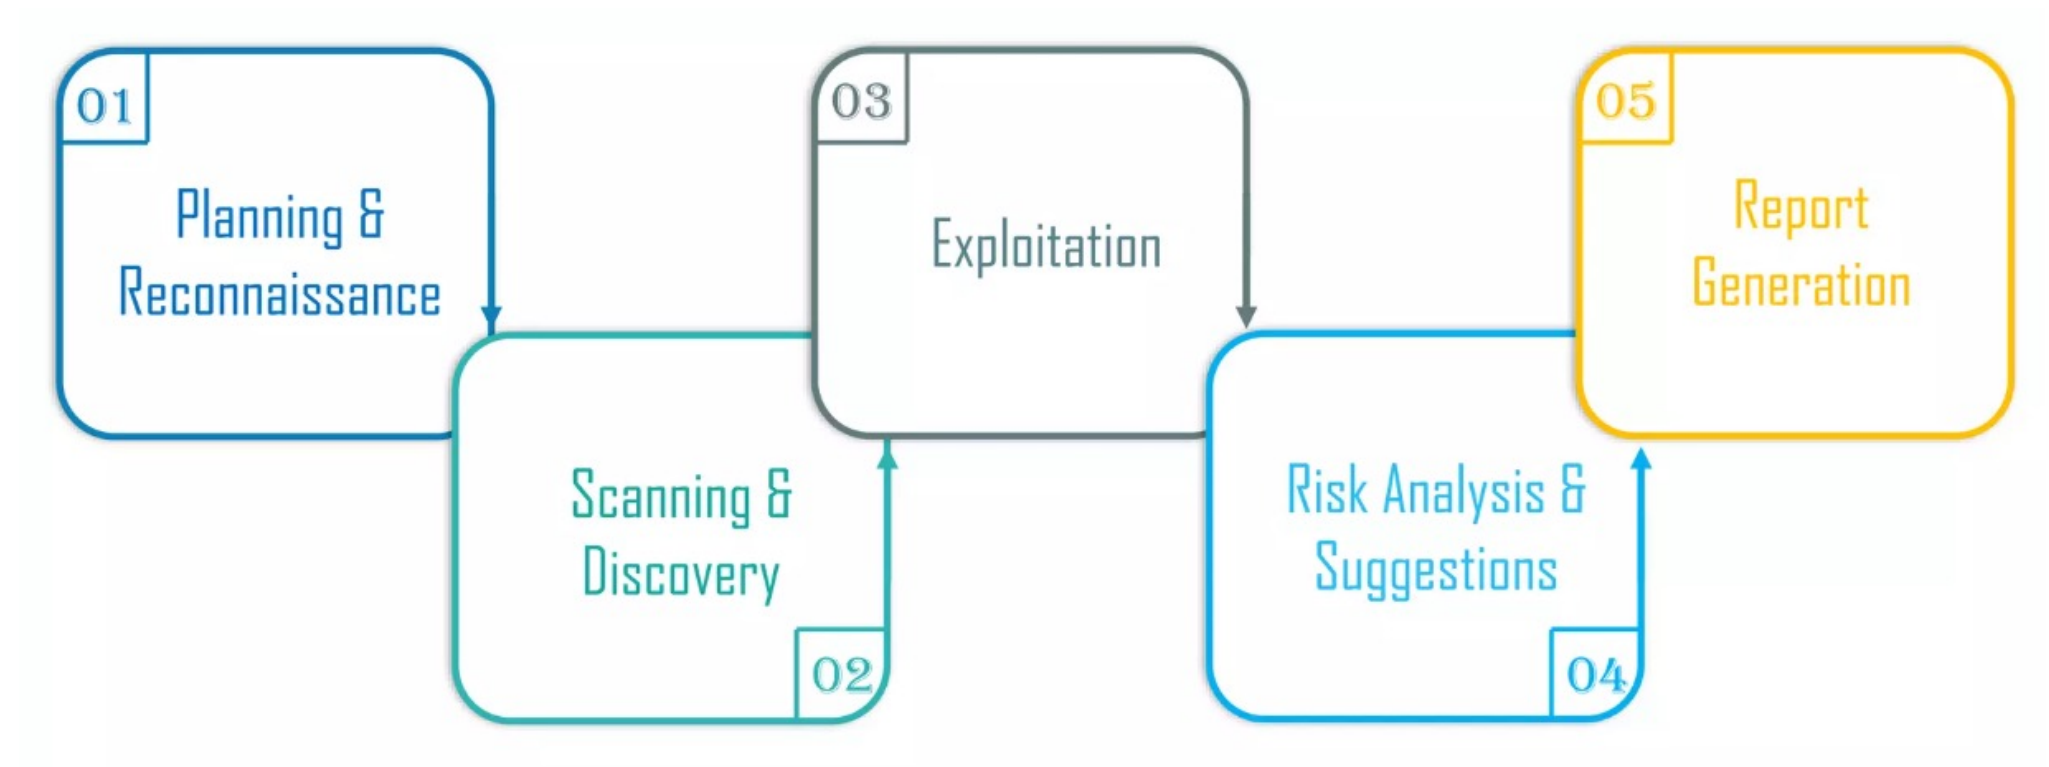 01
Planning &
Reconnaissance
Scanning &
Discovery
02
03
Exploitation
Risk Analysis &
Suggestions
04
05
Report
Generation